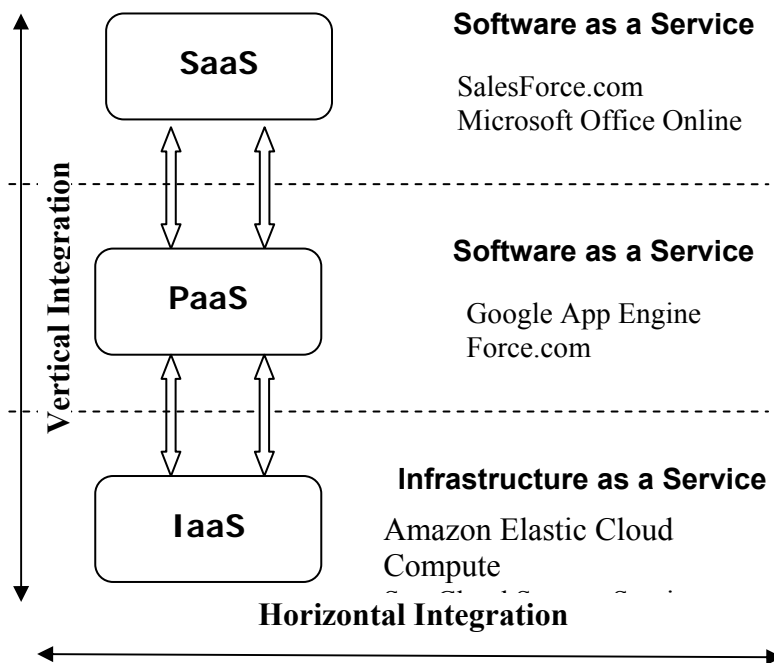 Software as a Service
SaaS
SalesForce.com
Microsoft Office Online
Vertical Integration
Software as a Service
PaaS
Google App Engine
Force.com
Infrastructure as a Service
IaaS
Amazon Elastic Cloud
Compute
Horizontal Integration